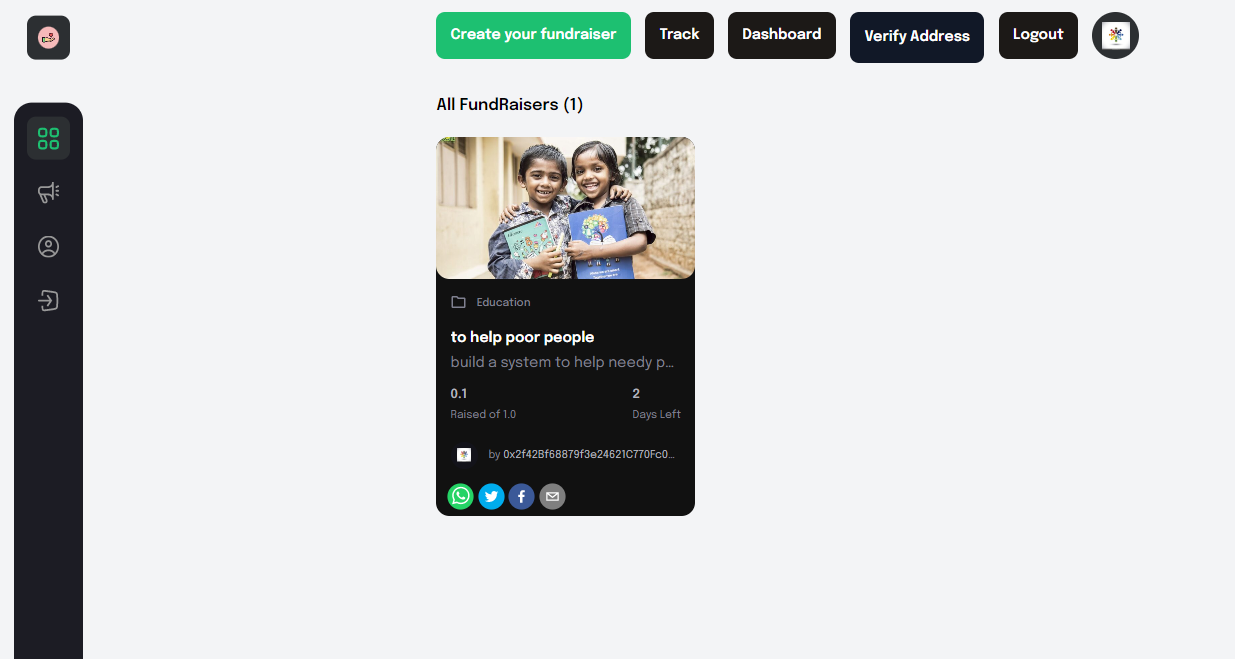 Create your fundraiser
Track
Dashboard
Verify Address
Logout
All FundRaisers (1)
Education
to help poor people
build a system to help needy p...
0.1
2
Raised of 1.0
Days Left
by 0x2f42Bf68879f3e24621C770Fc0...